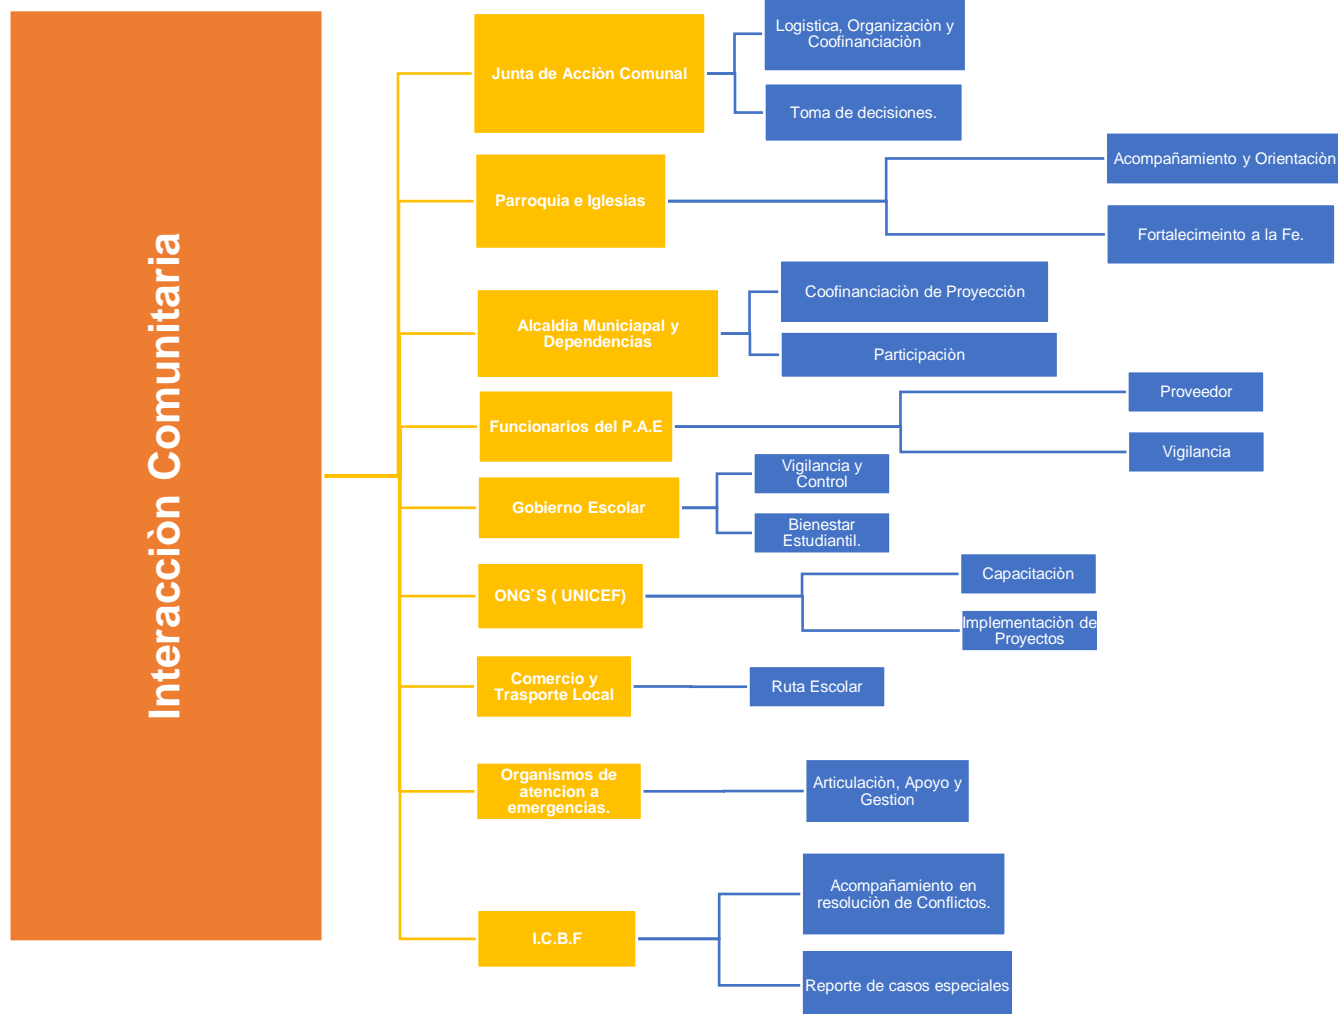 Interacciòn Comunitaria
Junta de Acciòn Comunal
Logistica, Organizaciòn y
Coofinanciaciòn
Toma de decisiones.
Parroquia e Iglesias
Acompañamiento y Orientaciòn
Fortalecimeinto a la Fe.
Alcaldia Municiapal y
Dependencias
Coofinanciaciòn de Proyecciòn
Participaciòn
Funcionarios del P.A.E
Proveedor
Vigilancia
Gobierno Escolar
Vigilancia y
Control
Bienestar
Estudiantil.
ONG`S ( UNICEF)
Capacitaciòn
Implementaciòn de
Proyectos
Comercio y
Trasporte Local
Ruta Escolar
Organismos de
atencion a
emergencias.
Articulaciòn, Apoyo y
Gestion
I.C.B.F
Acompañamiento en
resoluciòn de Conflictos.
Reporte de casos especiales